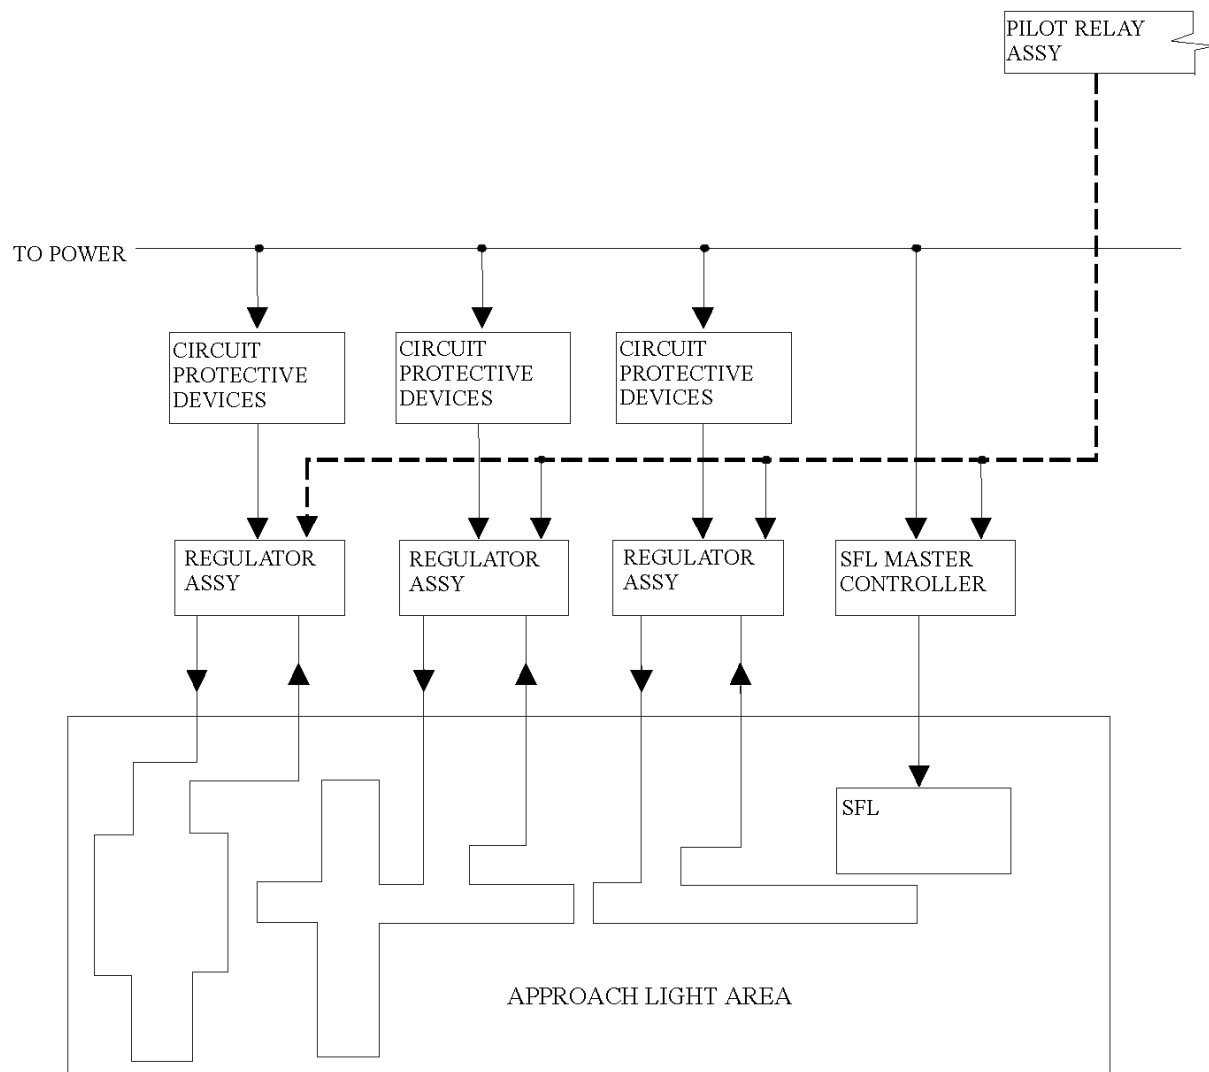 PILOT RELAY
ASSY
TO POWER
CIRCUIT
PROTECTIVE
DEVICES
CIRCUIT
PROTECTIVE
DEVICES
CIRCUIT
PROTECTIVE
DEVICES
REGULATOR
ASSY
REGULATOR
ASSY
REGULATOR
ASSY
SFL MASTER
CONTROLLER
SFL
APPROACH LIGHT AREA